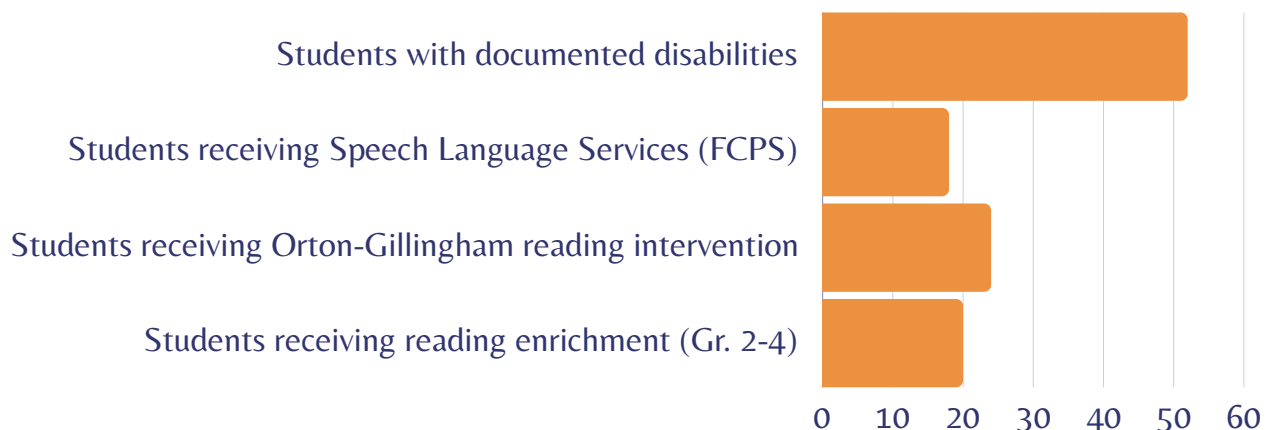 Students with documented disabilities
Students receiving Speech Language Services (FCPS)
Students receiving Orton-Gillingham reading intervention
Students receiving reading enrichment (Gr. 2-4)
0 10 20 30 40 50 60